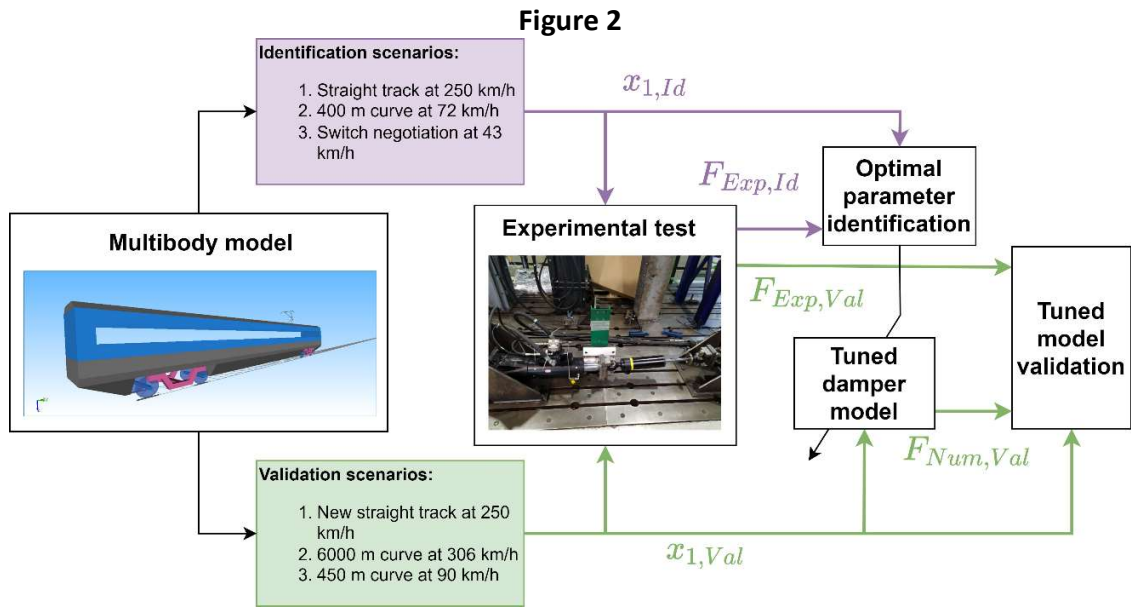 Figure 2
Identification scenarios:
1. Straight track at 250 km/h
2. 400 m curve at 72 km/h
3. Switch negotiation at 43
km/h
x1,Id
FExp,Id
Optimal
parameter
identification
Multibody model
Experimental test
FExp,Val
Tuned
model
validation
Tuned
damper
model
FNum,Val
Validation scenarios:
1. New straight track at 250
km/h
2. 6000 m curve at 306 km/h
3. 450 m curve at 90 km/h
x1,Val